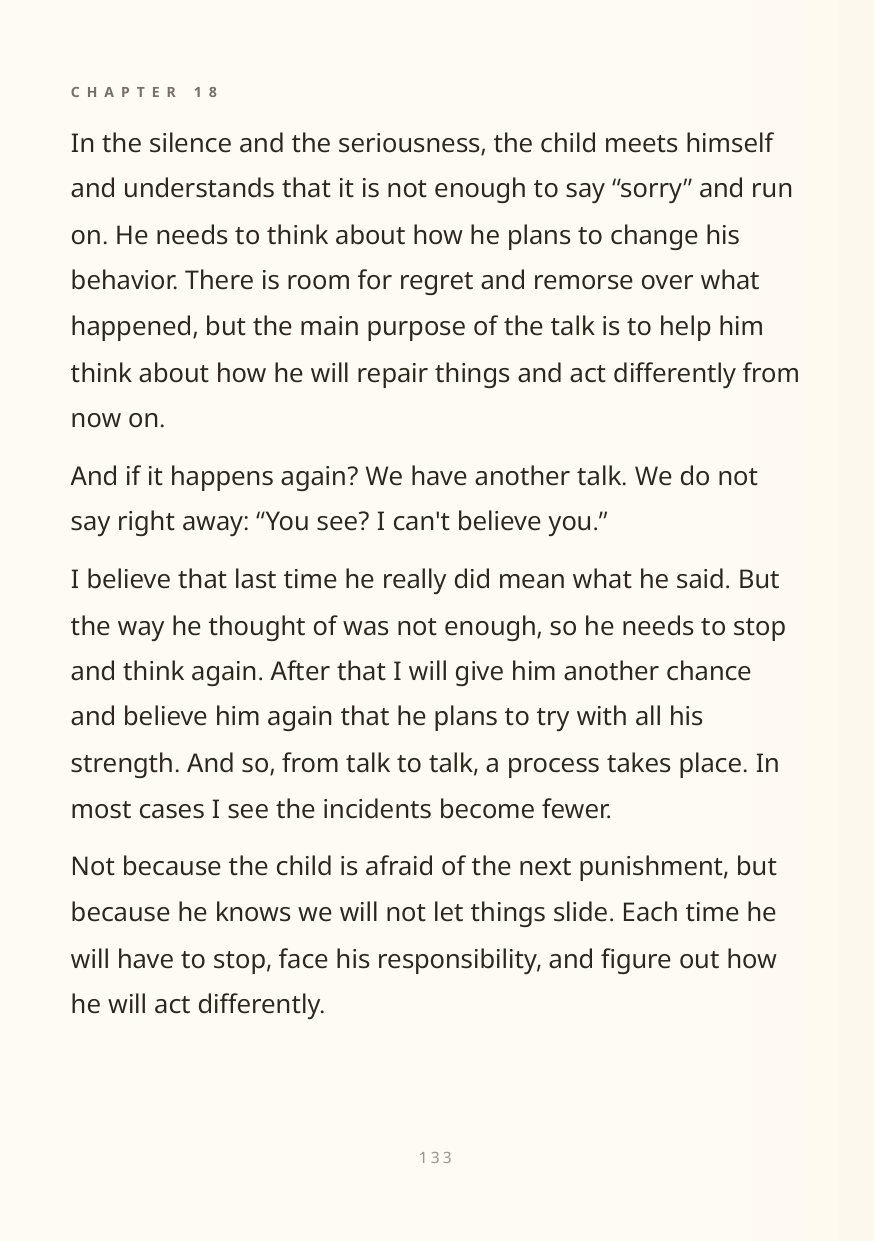 CHAPTER 18
In the silence and the seriousness, the child meets himself
and understands that it is not enough to say “sorry” and run
on. He needs to think about how he plans to change his
behavior. There is room for regret and remorse over what
happened, but the main purpose of the talk is to help him
think about how he will repair things and act differently from
now on.
And if it happens again? We have another talk. We do not
say right away: “You see? I can't believe you.”
I believe that last time he really did mean what he said. But
the way he thought of was not enough, so he needs to stop
and think again. After that I will give him another chance
and believe him again that he plans to try with all his
strength. And so, from talk to talk, a process takes place. In
most cases I see the incidents become fewer.
Not because the child is afraid of the next punishment, but
because he knows we will not let things slide. Each time he
will have to stop, face his responsibility, and figure out how
he will act differently.
133